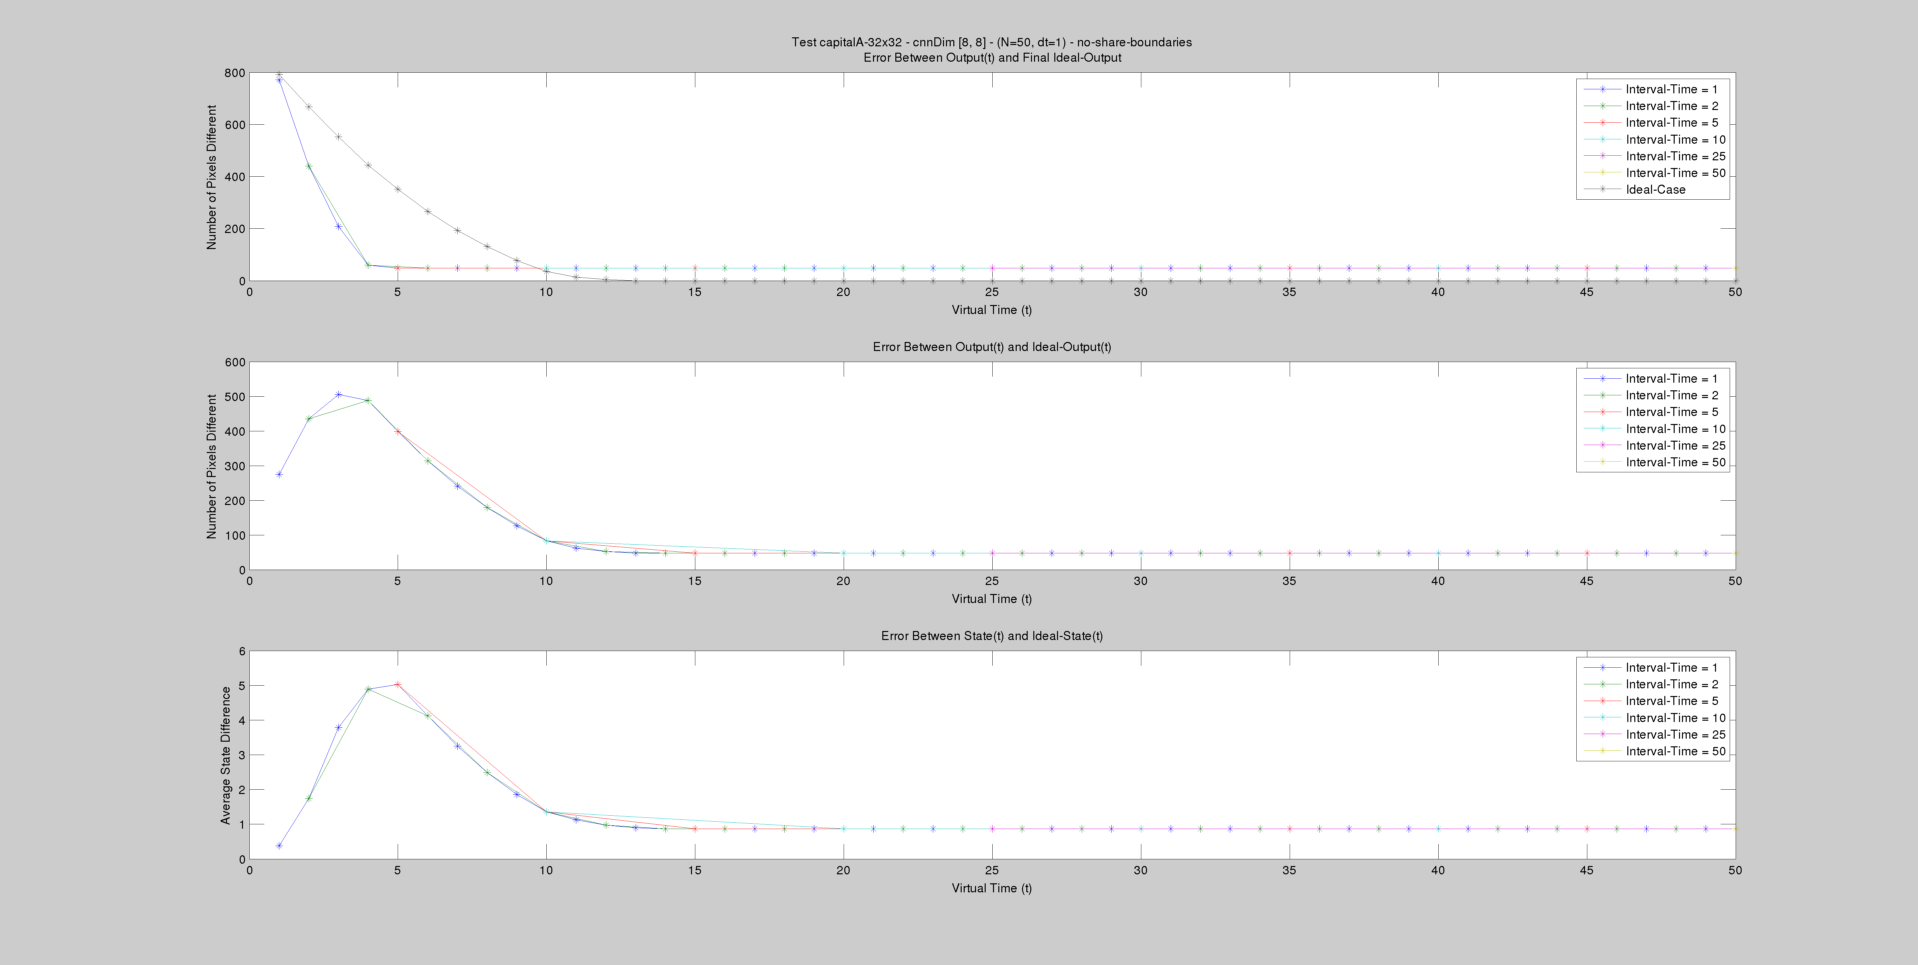 Test capitalA-32x32 - cnnDim [8, 8] - (N=50, dt=1) - no-share-boundaries
Error Between Output(t) and Final Ideal-Output
Number of Pixels Different
800
600
400
200
0
0 5 10 15 20 25 30 35 40 45 50
Virtual Time (t)
Interval-Time = 1
Interval-Time = 2
Interval-Time = 5
Interval-Time = 10
Interval-Time = 25
Interval-Time = 50
Ideal-Case
Error Between Output(t) and Ideal-Output(t)
Number of Pixels Different
600
500
400
300
200
100
0
0 5 10 15 20 25 30 35 40 45 50
Virtual Time (t)
Interval-Time = 1
Interval-Time = 2
Interval-Time = 5
Interval-Time = 10
Interval-Time = 25
Interval-Time = 50
Error Between State(t) and Ideal-State(t)
Average State Difference
6
5
4
3
2
1
0
0 5 10 15 20 25 30 35 40 45 50
Virtual Time (t)
Interval-Time = 1
Interval-Time = 2
Interval-Time = 5
Interval-Time = 10
Interval-Time = 25
Interval-Time = 50